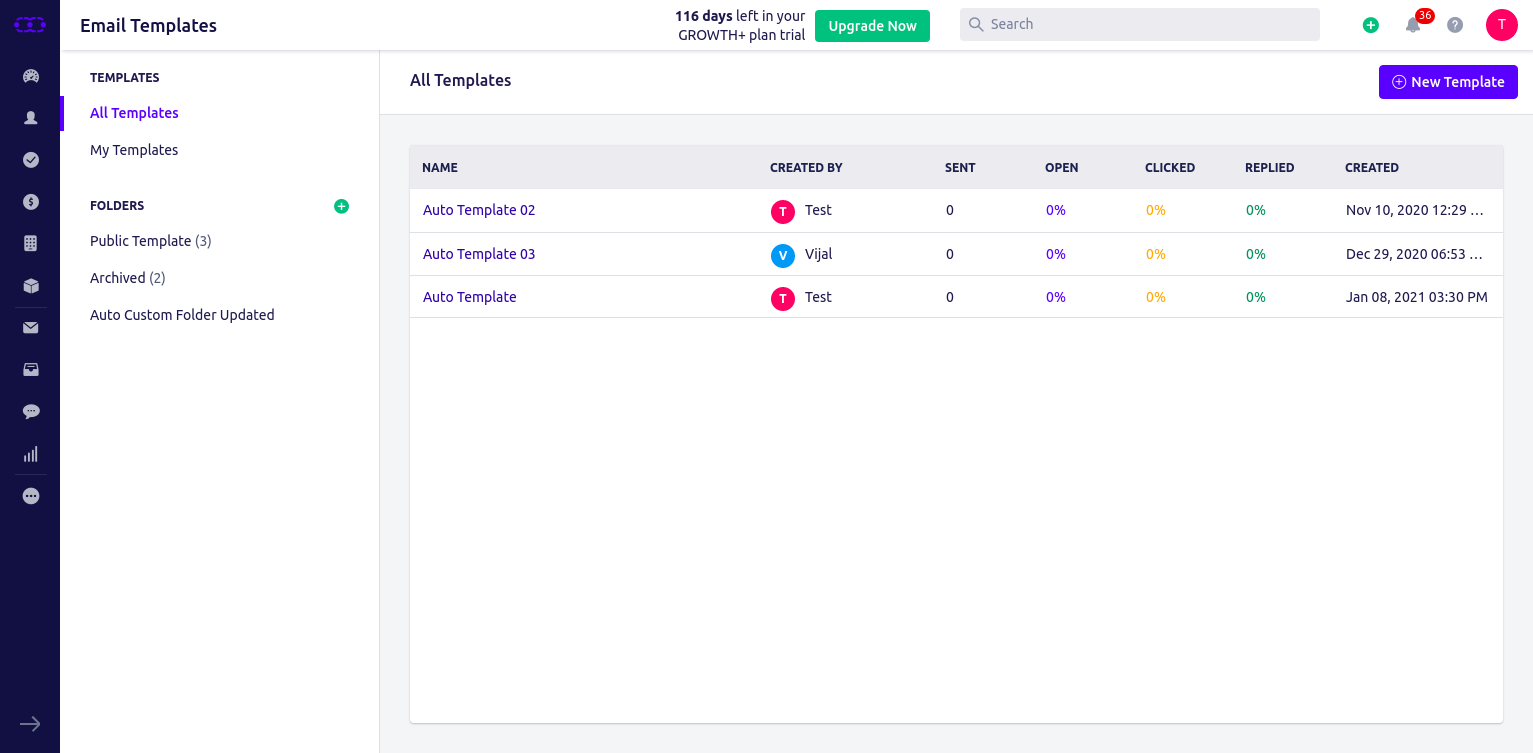 Email Templates
116 days left in your
GROWTH+ plan trial
Upgrade Now
Search
36
T
TEMPLATES
All Templates
My Templates
FOLDERS
Public Template (3)
Archived (2)
Auto Custom Folder Updated
All Templates
New Template
NAME CREATED BY SENT OPEN CLICKED REPLIED CREATED
Auto Template 02 T Test 0 0% 0% 0% Nov 10, 2020 12:29 ...
Auto Template 03 V Vijal 0 0% 0% 0% Dec 29, 2020 06:53 ...
Auto Template T Test 0 0% 0% 0% Jan 08, 2021 03:30 PM